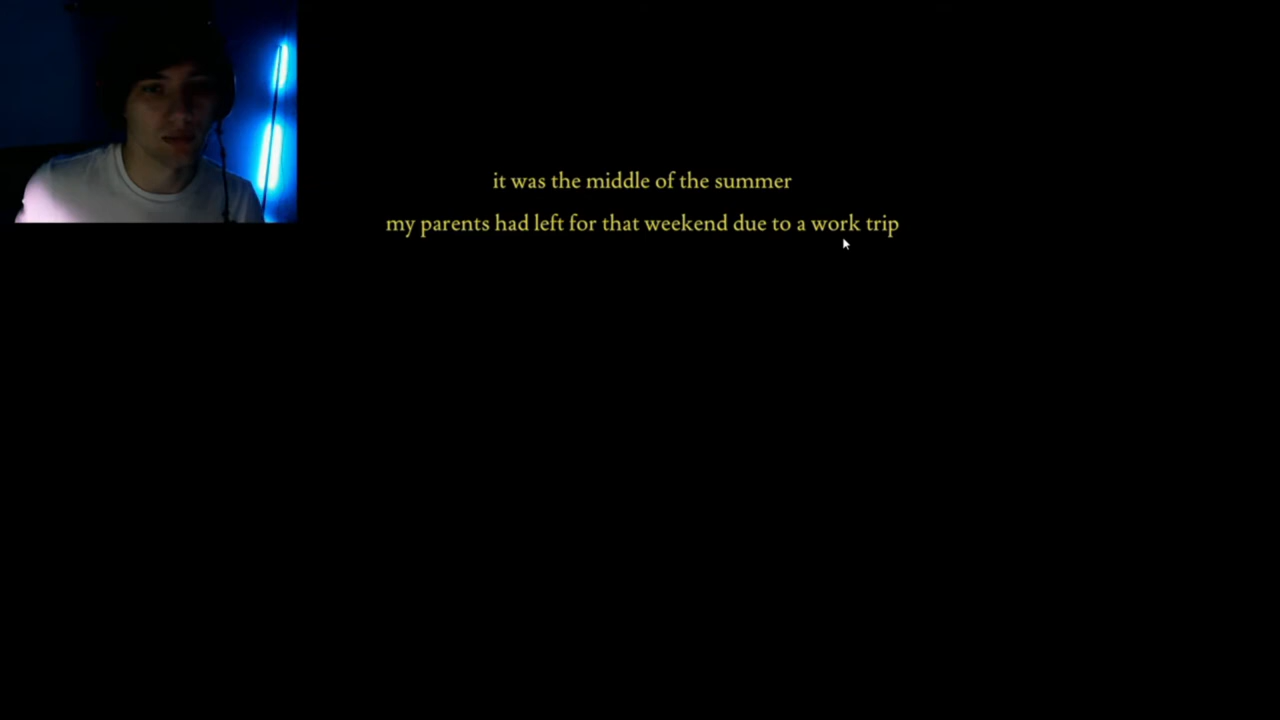 it was the middle of the summer
my parents had left for that weekend due to a work trip